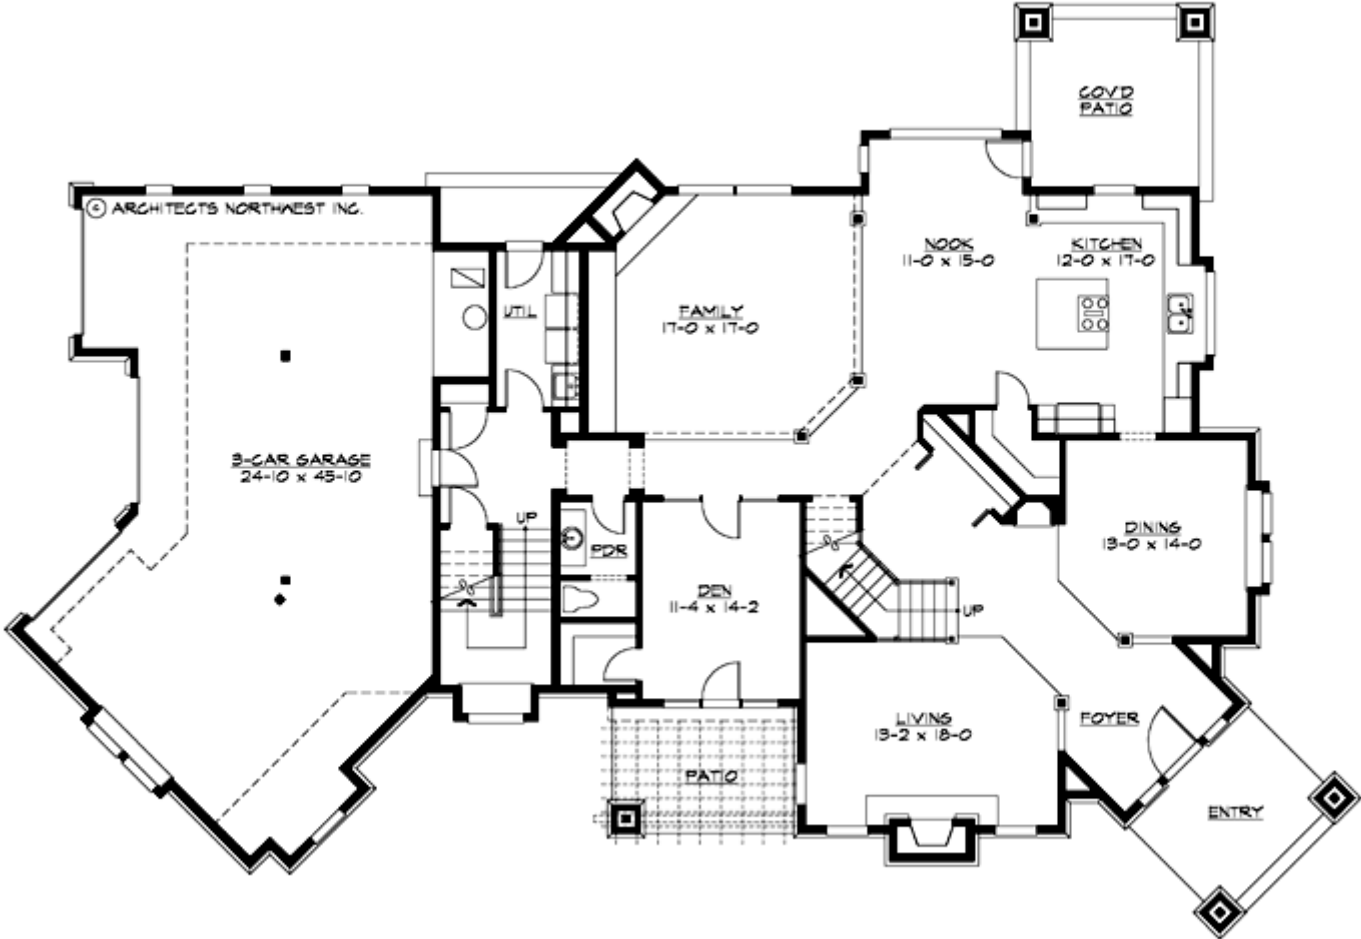 COV'D
PATIO
© ARCHITECTS NORTHWEST INC.
NOOK
11-0 x 15-0
KITCHEN
12-0 x 17-0
UTIL
FAMILY
17-0 x 17-0
3-CAR GARAGE
24-10 x 45-10
UP
PDR
DINING
13-0 x 14-0
DEN
11-4 x 14-2
UP
LIVING
13-2 x 18-0
FOYER
PATIO
ENTRY